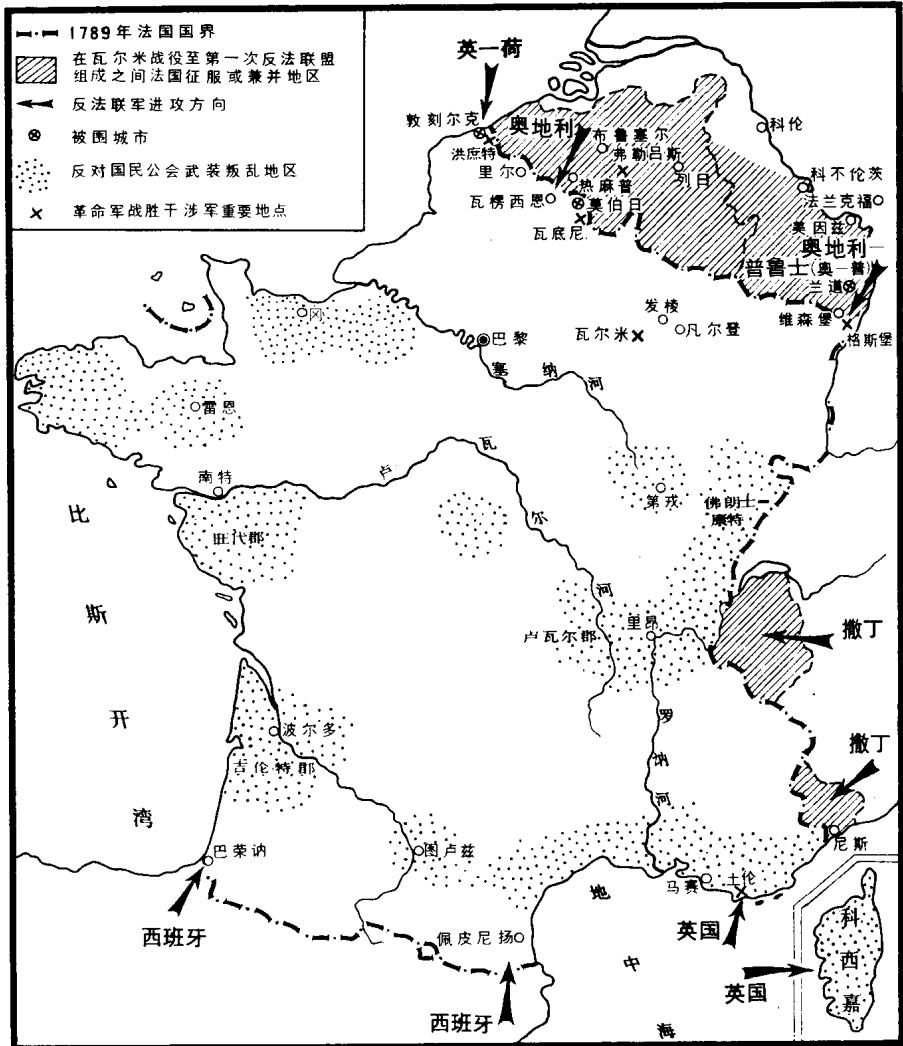 1789年法国国界
在瓦尔米战役至第一次反法联盟
组成之间法国征服或兼并地区
反法联军进攻方向
被围城市
反对国民公会武装叛乱地区
革命军战胜干涉军重要地点
英一荷
敦刻尔克
奥地利
布鲁塞尔
科伦
洪庶特
弗勒吕斯
里尔
列日
科不伦茨
热麻普
瓦楞西恩
莫伯日
法兰克福
瓦底尼
美因兹
奥地利一
普鲁士(奥一普)
兰道
维森堡
格斯堡
发棱
瓦尔米
凡尔登
冈
巴黎
塞纳河
雷恩
南特
卢瓦尔河
第戎
佛朗士一
康特
旺代郡
比斯开湾
里昂
卢瓦尔郡
撒丁
波尔多
吉伦特郡
罗纳河
撒丁
尼斯
巴荣讷
图卢兹
马赛
土伦
地中海
西班牙
佩皮尼扬
英国
科西嘉
英国
西班牙